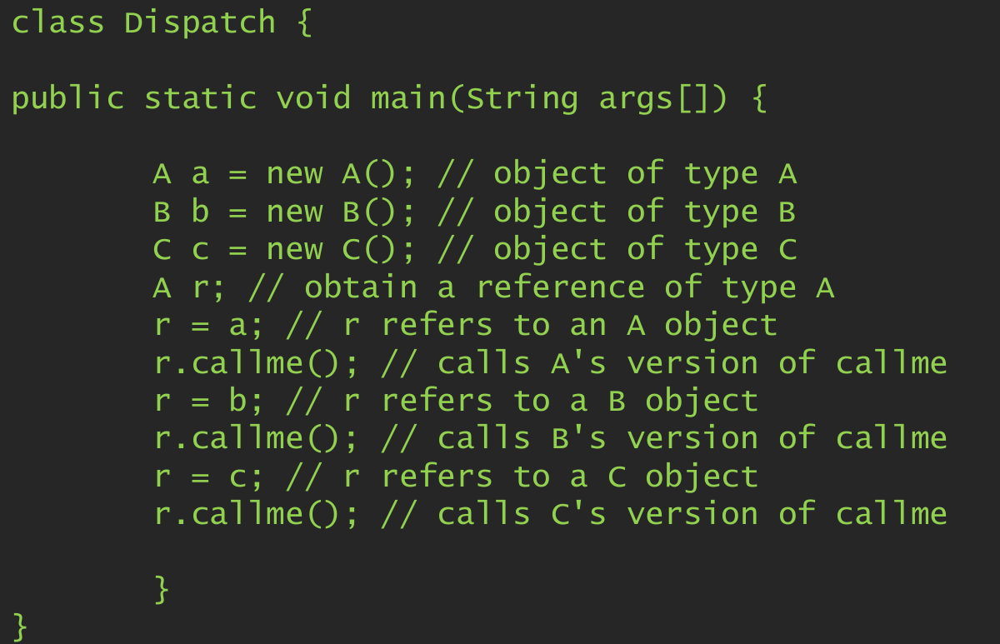 class Dispatch {
public static void main(String args[]) {
A a = new A(); // object of type A
B b = new B(); // object of type B
C c = new C(); // object of type C
A r; // obtain a reference of type A
r = a; // r refers to an A object
r.callme(); // calls A's version of callme
r = b; // r refers to a B object
r.callme(); // calls B's version of callme
r = c; // r refers to a C object
r.callme(); // calls C's version of callme
}
}